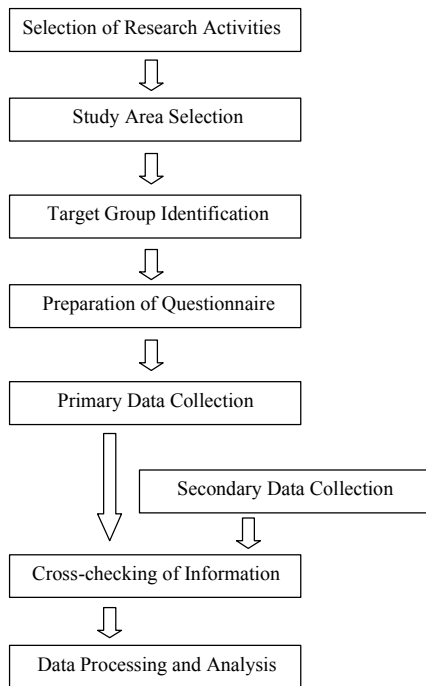 Selection of Research Activities
Study Area Selection
Target Group Identification
Preparation of Questionnaire
Primary Data Collection
Secondary Data Collection
Cross-checking of Information
Data Processing and Analysis